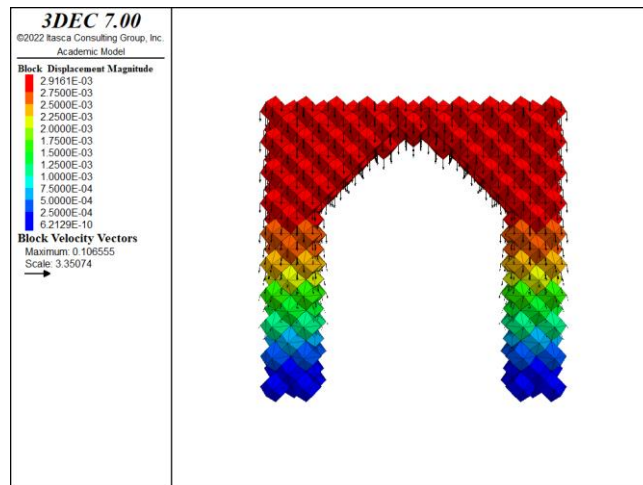 3DEC 7.00
©2022 Itasca Consulting Group, Inc.
Academic Model
Block Displacement Magnitude
2.9161E-03
2.7500E-03
2.5000E-03
2.2500E-03
2.0000E-03
1.7500E-03
1.5000E-03
1.2500E-03
1.0000E-03
7.5000E-04
5.0000E-04
2.5000E-04
6.2129E-10
Block Velocity Vectors
Maximum: 0.106555
Scale: 3.35074